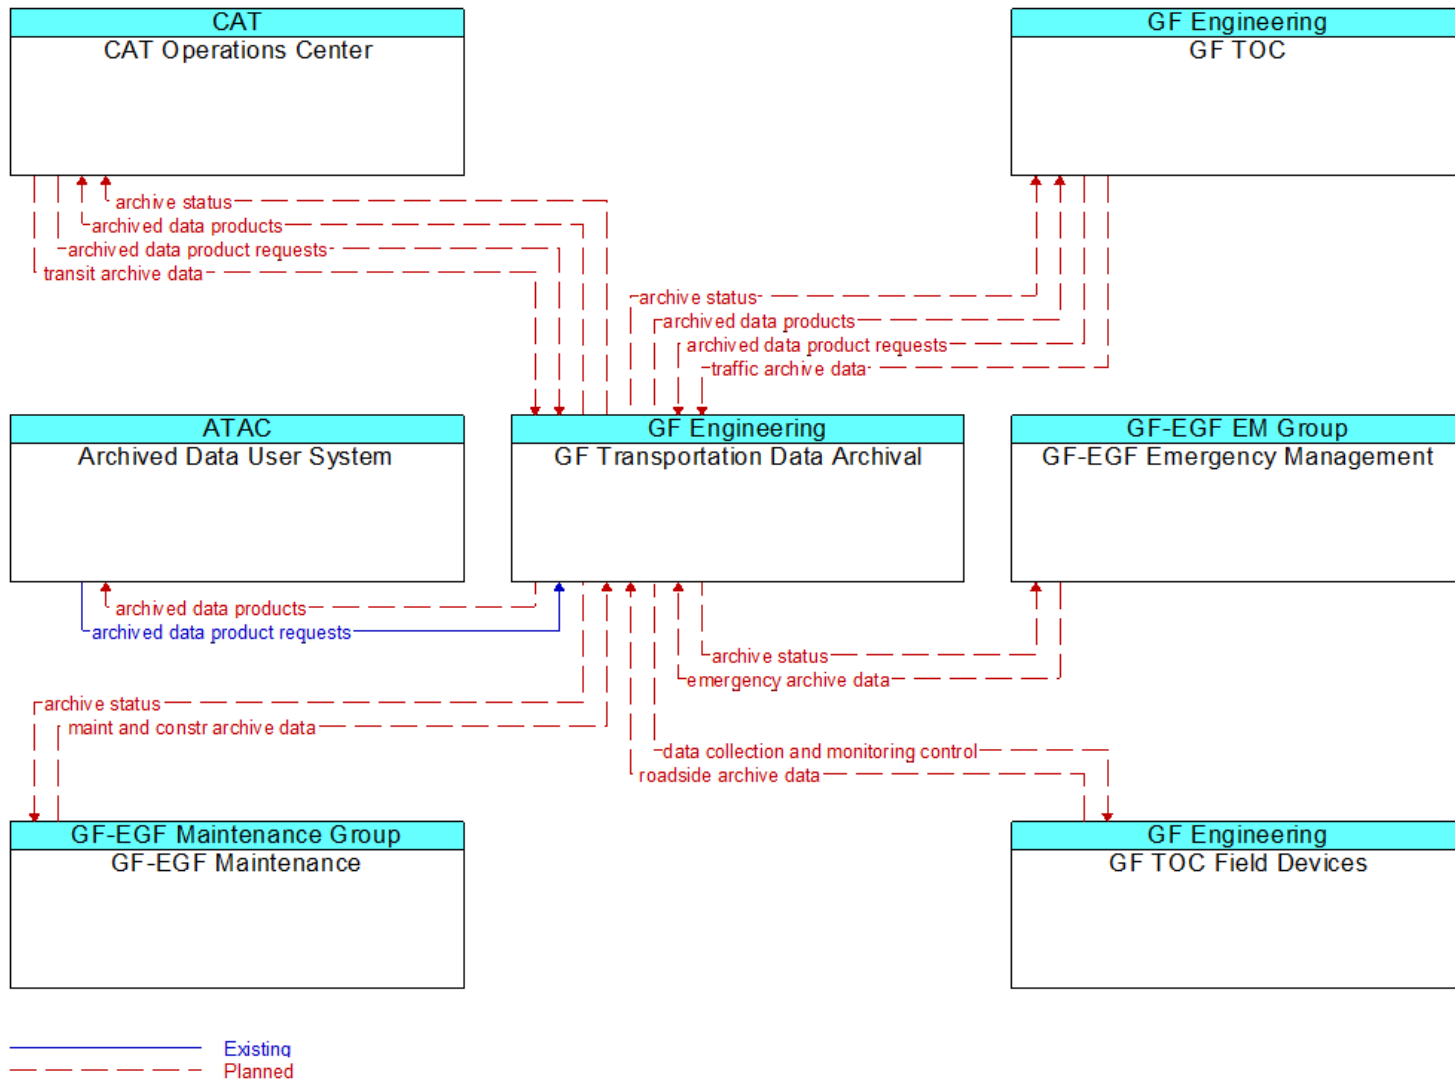 CAT
CAT Operations Center
GF Engineering
GF TOC
archive status
archived data products
archived data product requests
transit archive data
archive status
archived data products
archived data product requests
traffic archive data
ATAC
Archived Data User System
GF Engineering
GF Transportation Data Archival
GF-EGF EM Group
GF-EGF Emergency Management
archived data products
archived data product requests
archive status
emergency archive data
archive status
maint and constr archive data
data collection and monitoring control
roadside archive data
GF-EGF Maintenance Group
GF-EGF Maintenance
GF Engineering
GF TOC Field Devices
Existing
Planned